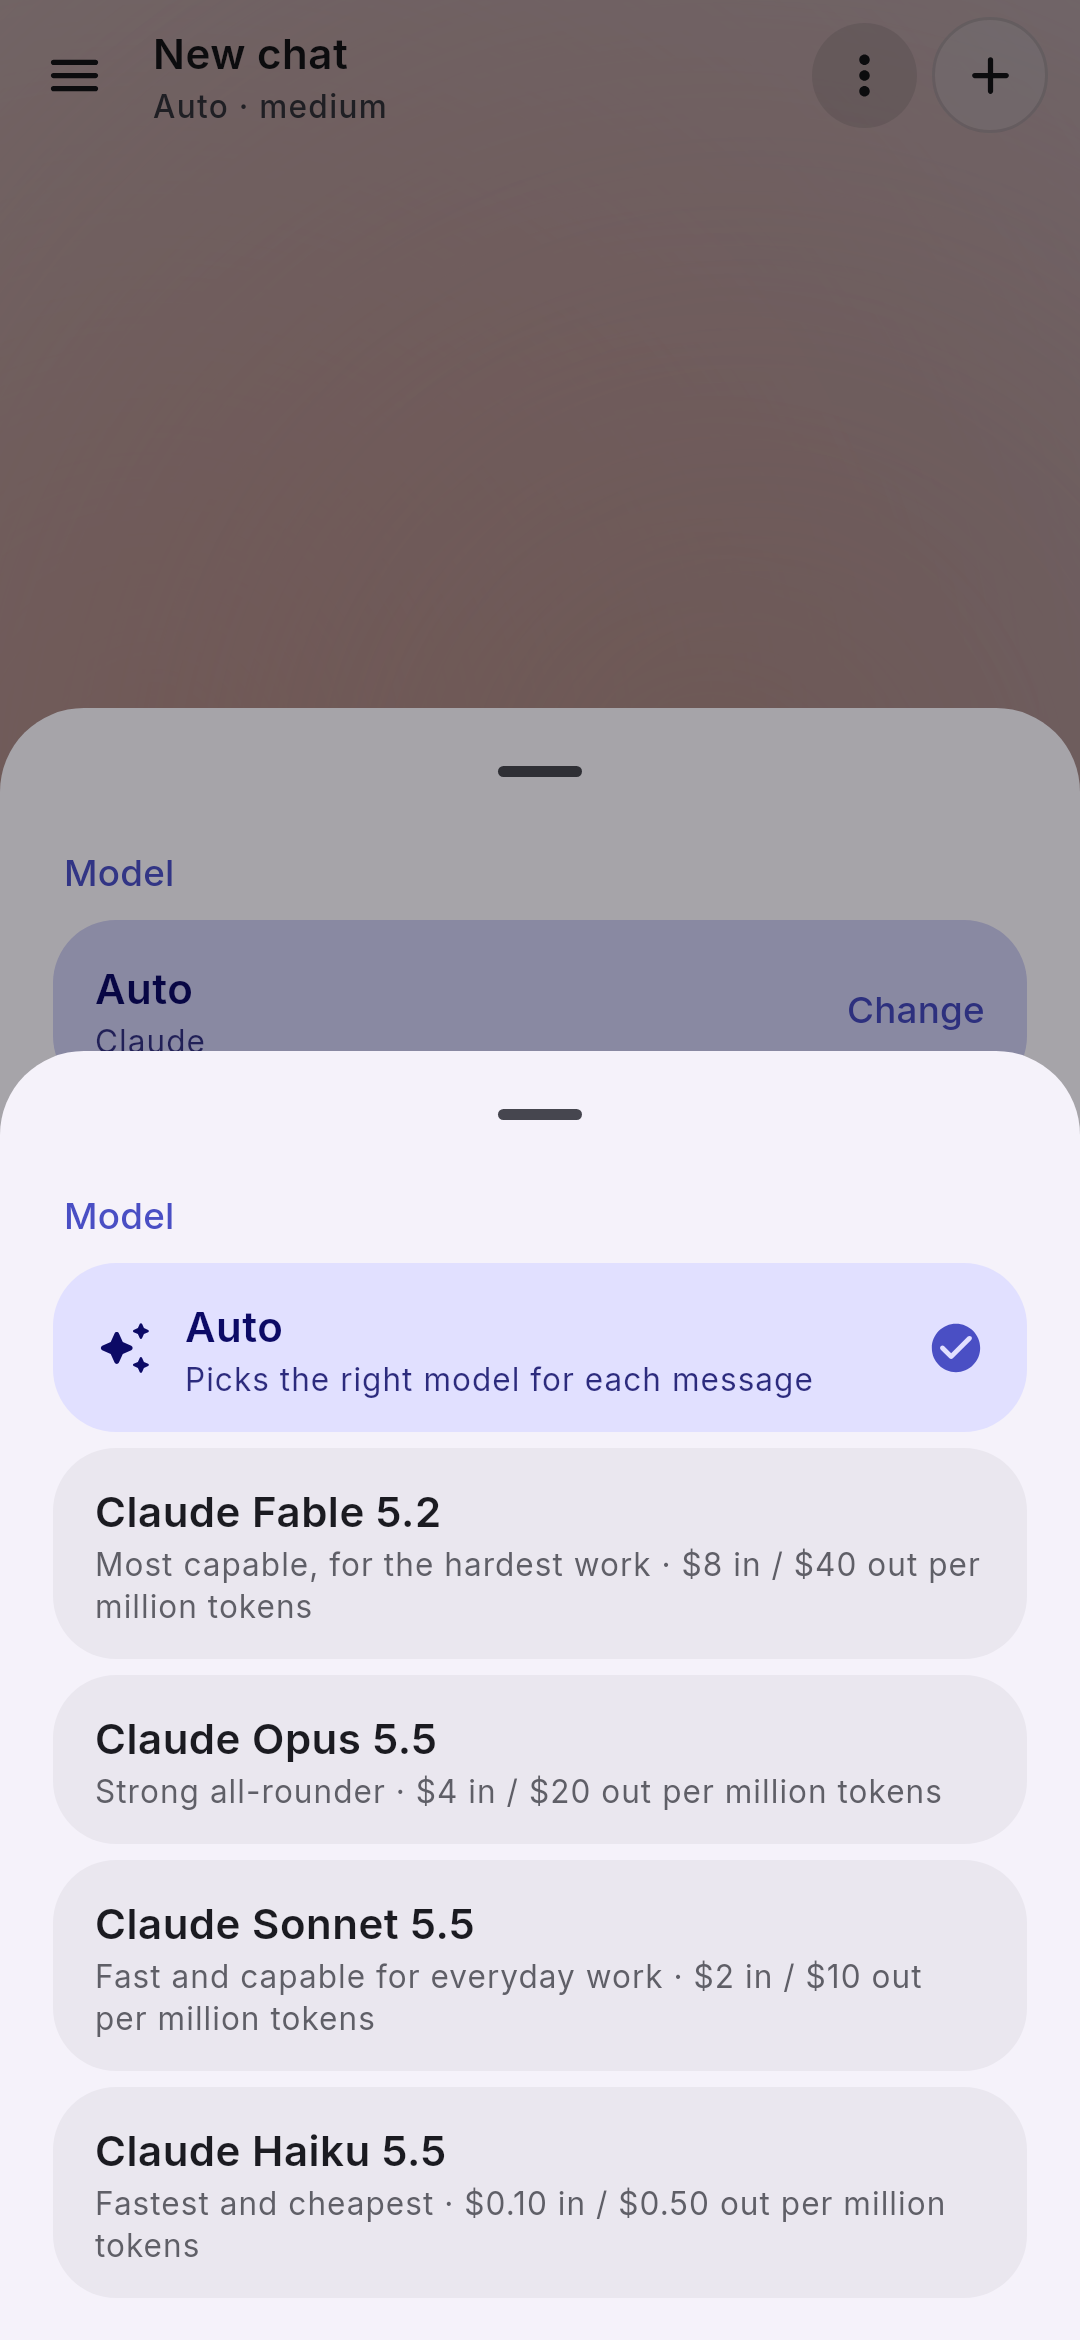 New chat
Auto · medium
Model
Auto
Claude
Change
Model
Auto
Picks the right model for each message
Claude Fable 5.2
Most capable, for the hardest work · $8 in / $40 out per
million tokens
Claude Opus 5.5
Strong all-rounder · $4 in / $20 out per million tokens
Claude Sonnet 5.5
Fast and capable for everyday work · $2 in / $10 out
per million tokens
Claude Haiku 5.5
Fastest and cheapest · $0.10 in / $0.50 out per million
tokens